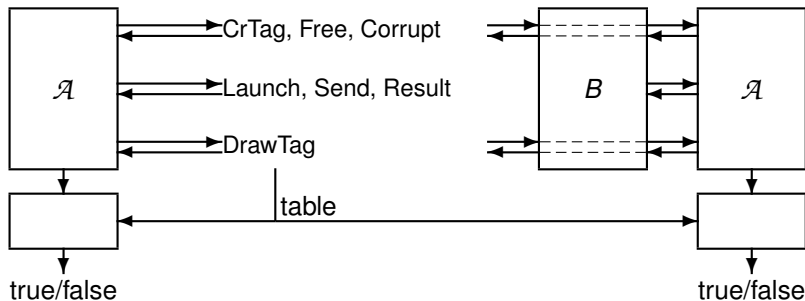 CrTag, Free, Corrupt
𝒜 Launch, Send, Result B 𝒜
DrawTag
table
true/false true/false